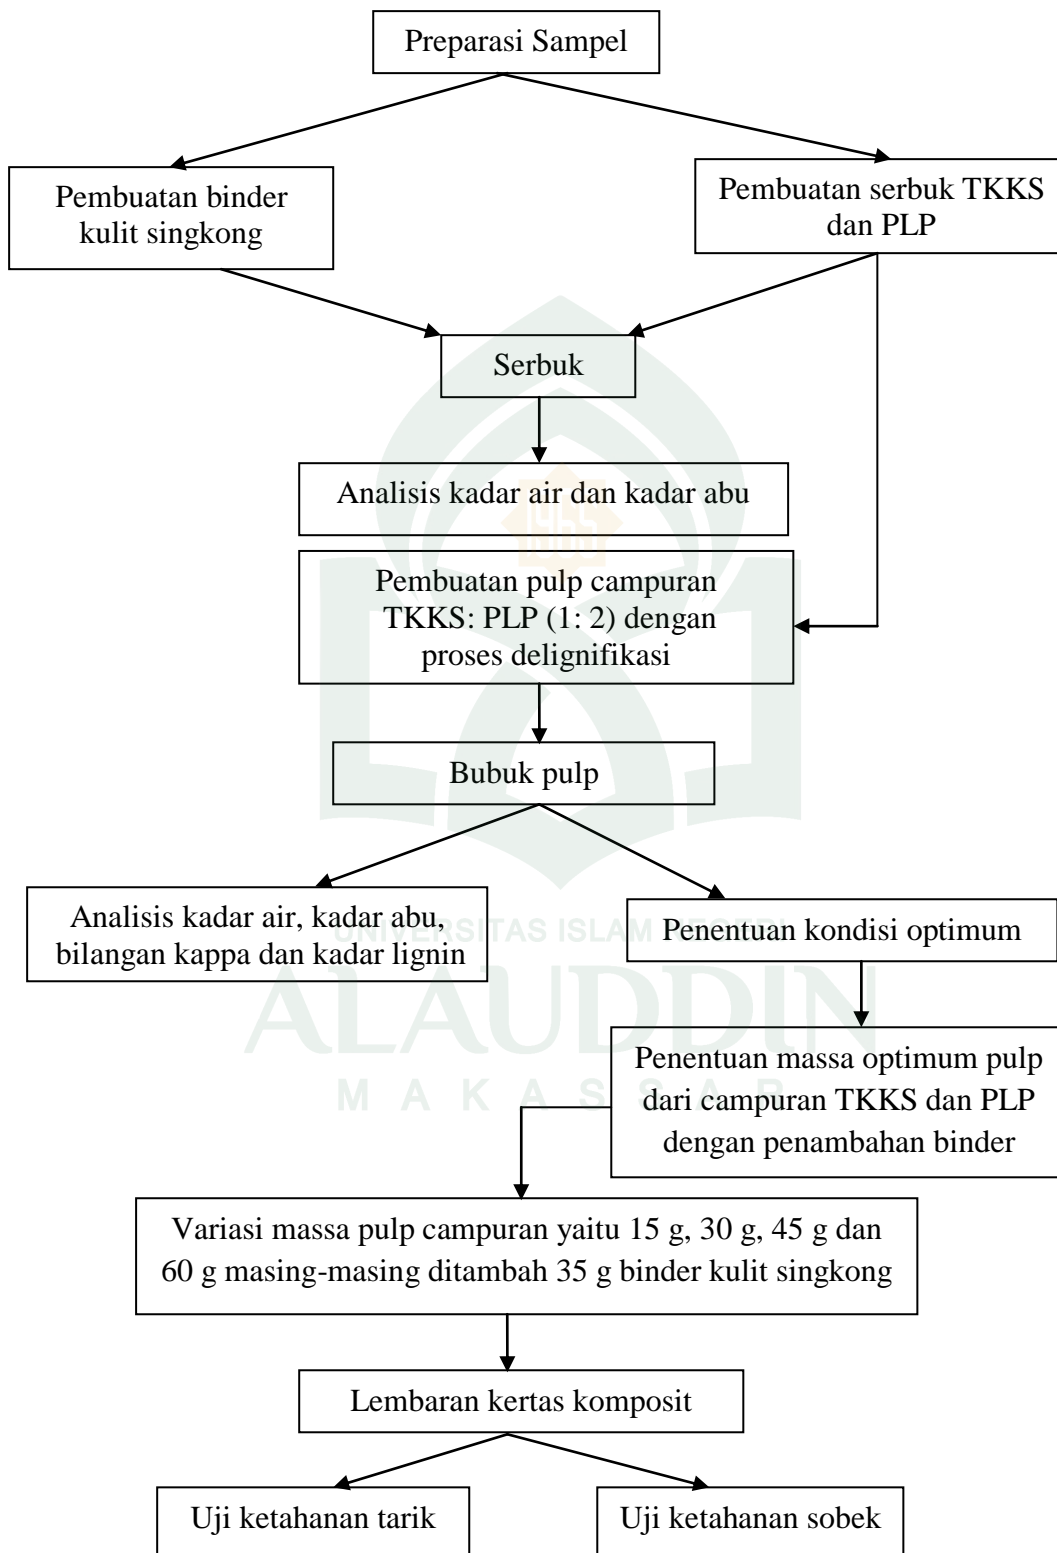 Preparasi Sampel
Pembuatan binder
kulit singkong
Pembuatan serbuk TKKS
dan PLP
Serbuk
Analisis kadar air dan kadar abu
1965
Pembuatan pulp campuran
TKKS: PLP (1: 2) dengan
proses delignifikasi
Bubuk pulp
Analisis kadar air, kadar abu,
bilangan kappa dan kadar lignin
Penentuan kondisi optimum
UNIVERSITAS ISLAM NEGERI
ALAUDDIN
MAKASSAR
Penentuan massa optimum pulp
dari campuran TKKS dan PLP
dengan penambahan binder
Variasi massa pulp campuran yaitu 15 g, 30 g, 45 g dan
60 g masing-masing ditambah 35 g binder kulit singkong
Lembaran kertas komposit
Uji ketahanan tarik
Uji ketahanan sobek